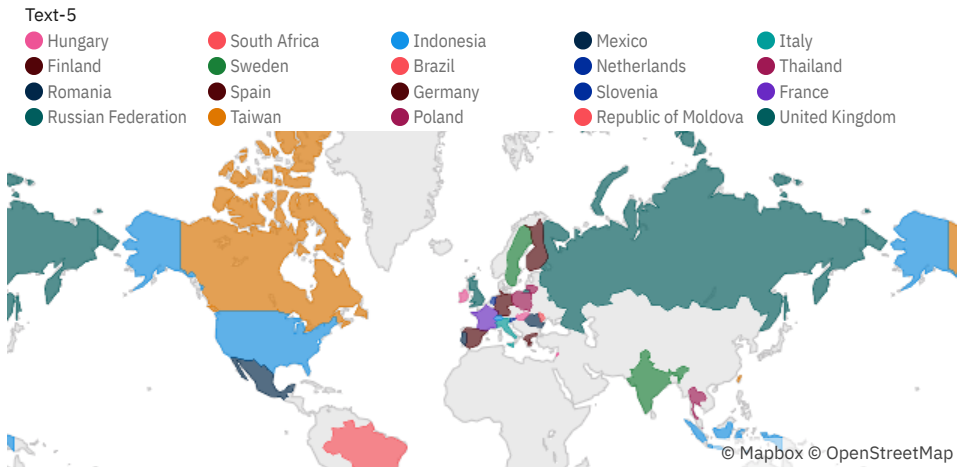 Text-5
Hungary South Africa Indonesia Mexico Italy
Finland Sweden Brazil Netherlands Thailand
Romania Spain Germany Slovenia France
Russian Federation Taiwan Poland Republic of Moldova United Kingdom
© Mapbox © OpenStreetMap